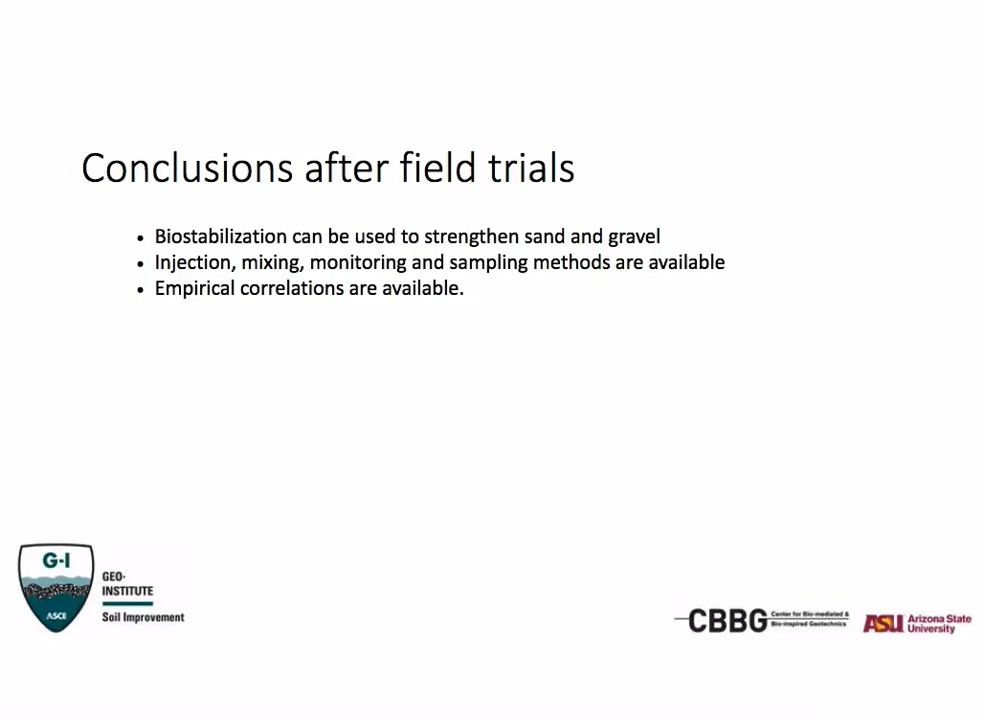 Conclusions after field trials
• Biostabilization can be used to strengthen sand and gravel
• Injection, mixing, monitoring and sampling methods are available
• Empirical correlations are available.
G-I
ASCE
GEO-
INSTITUTE
Soil Improvement
CBBG
Center for Bio-mediated &
Bio-inspired Geotechnics
ASU
Arizona State
University